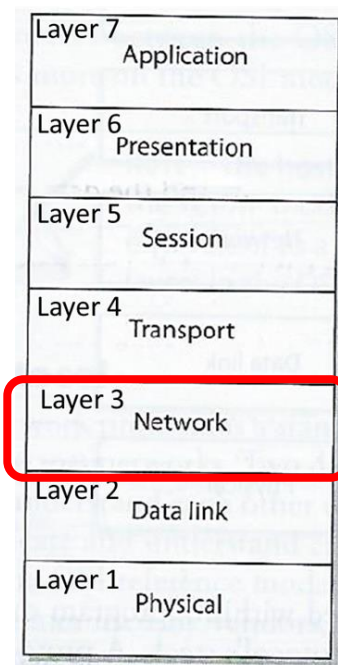 Layer 7
Application
Layer 6
Presentation
Layer 5
Session
Layer 4
Transport
Layer 3
Network
Layer 2
Data link
Layer 1
Physical